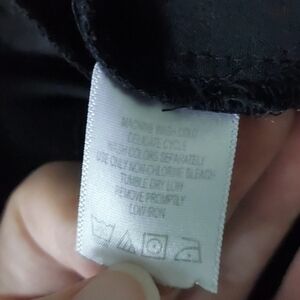 MACHINE WASH COLD
DELICATE CYCLE
WASH COLORS SEPARATELY
USE ONLY NON-CHLORINE BLEACH
TUMBLE DRY LOW
REMOVE PROMPTLY
LOW IRON